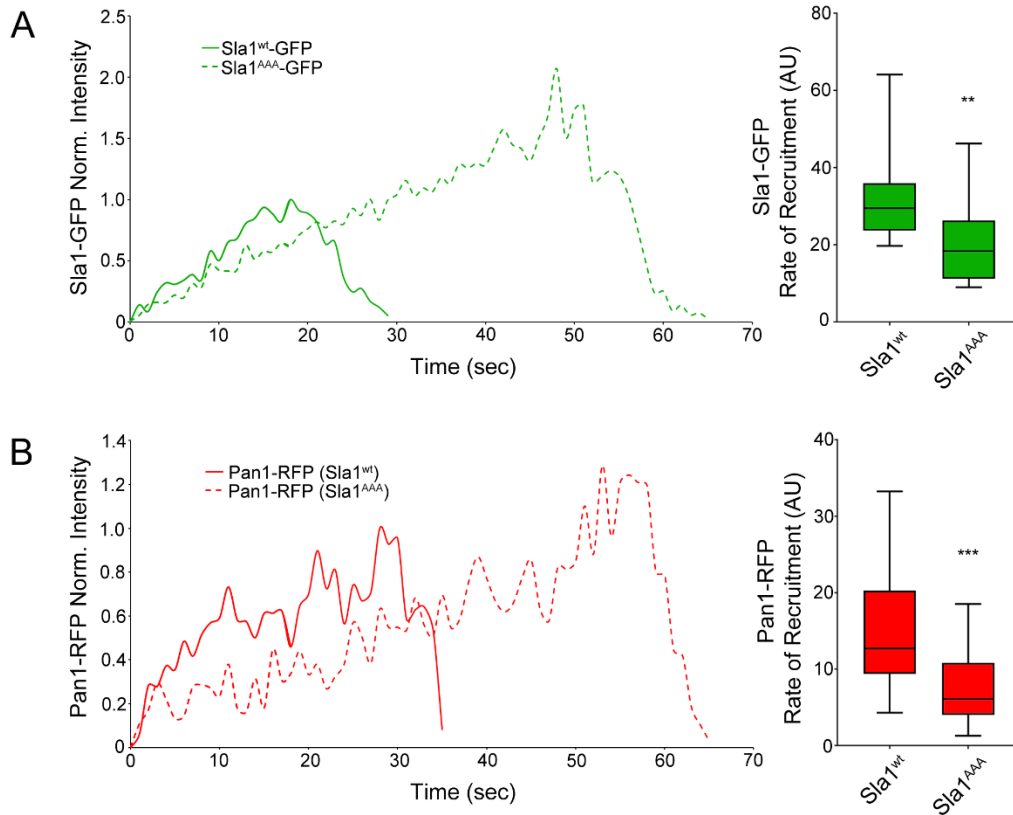 A
Sla1-GFP Norm. Intensity
2.5
2.0
1.5
1.0
0.5
0
Sla1wt-GFP
Sla1AAA-GFP
0 10 20 30 40 50 60 70
Time (sec)
Sla1-GFP
Rate of Recruitment (AU)
80
60
40
20
0
**
Sla1wt
Sla1AAA
B
Pan1-RFP Norm. Intensity
1.4
1.2
1.0
0.8
0.6
0.4
0.2
0
Pan1-RFP (Sla1wt)
Pan1-RFP (Sla1AAA)
0 10 20 30 40 50 60 70
Time (sec)
Pan1-RFP
Rate of Recruitment (AU)
40
30
20
10
0
***
Sla1wt
Sla1AAA